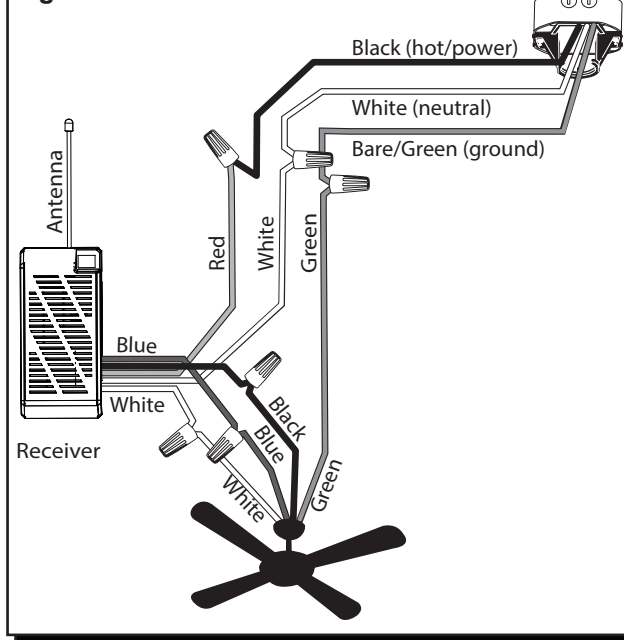 Black (hot/power)
White (neutral)
Bare/Green (ground)
Antenna
Red
White
Green
Blue
White
Receiver
Black
Blue
White
Green